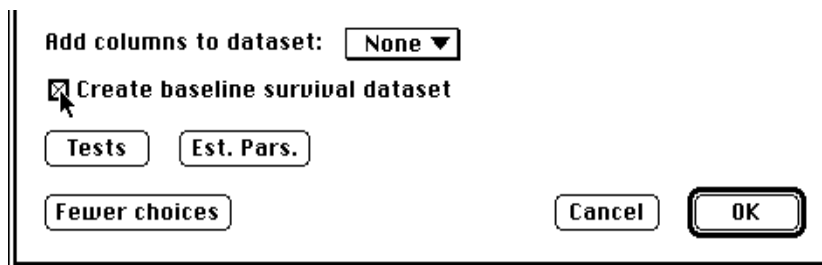 Add columns to dataset: None
Create baseline survival dataset
Tests Est. Pars.
Fewer choices Cancel OK